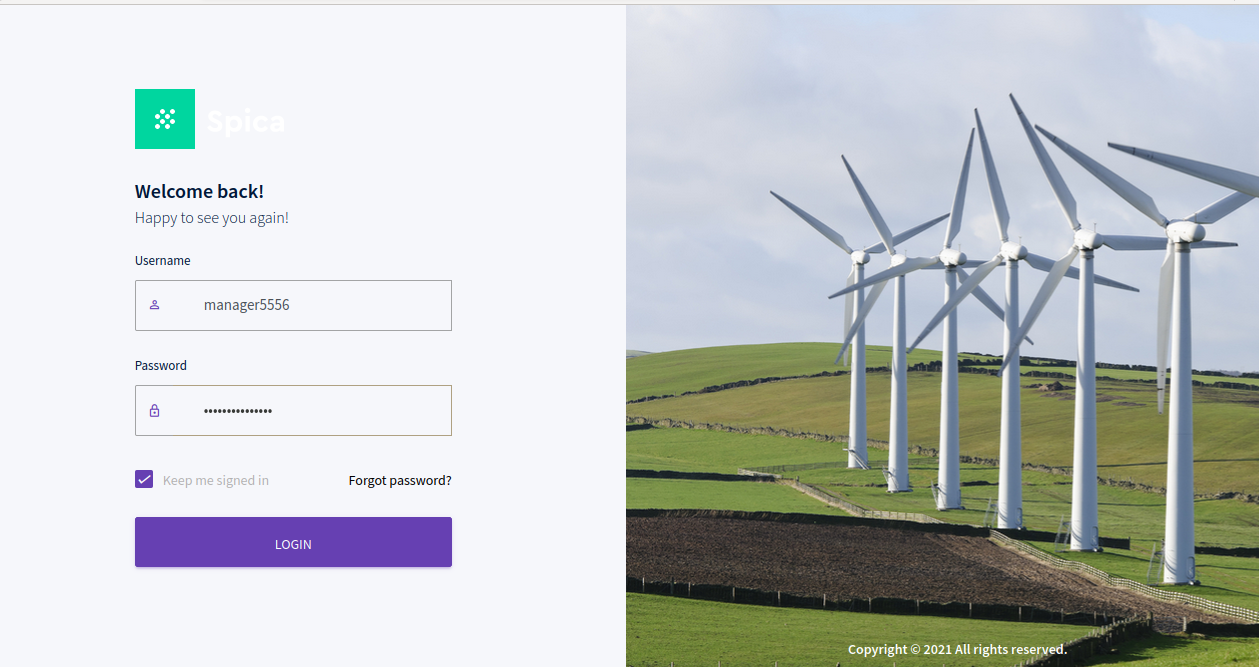 Spica
Welcome back!
Happy to see you again!
Username
manager5556
Password
•••••••••••••••
Keep me signed in
Forgot password?
LOGIN
Copyright © 2021 All rights reserved.